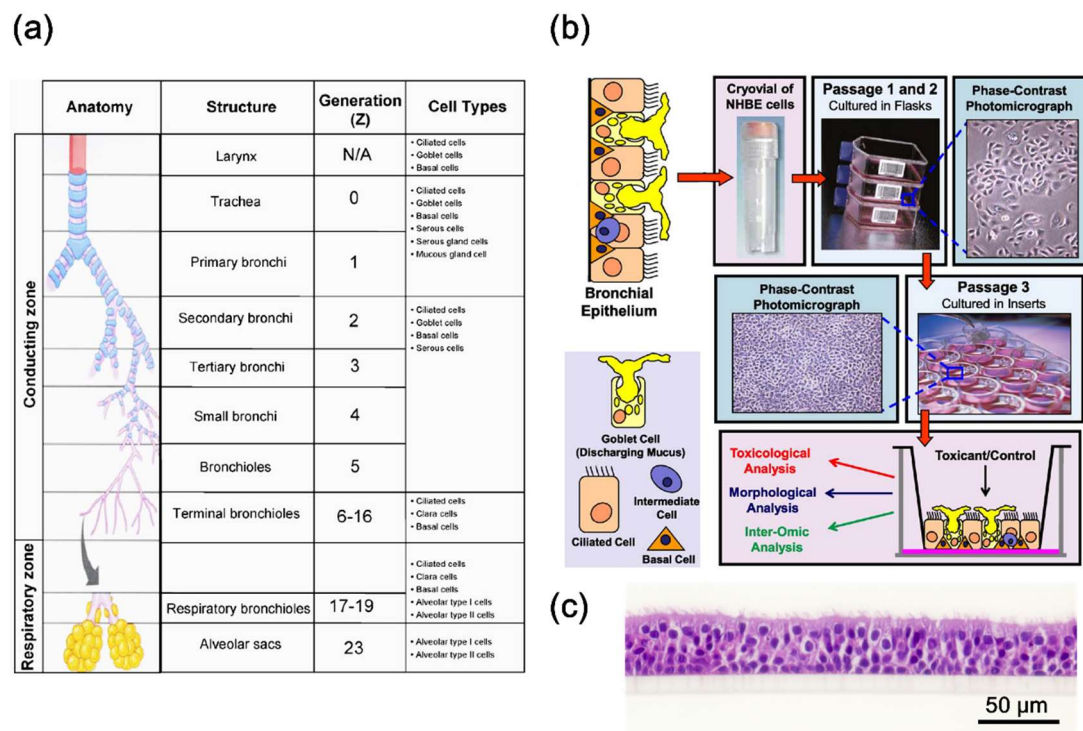 (a)
Anatomy
Structure
Generation
(Z)
Cell Types
Conducting zone
Larynx
N/A
• Ciliated cells
• Goblet cells
• Basal cells
Trachea
0
• Ciliated cells
• Goblet cells
• Basal cells
• Serous cells
• Serous gland cells
• Mucous gland cell
Primary bronchi
1
Secondary bronchi
2
• Ciliated cells
• Goblet cells
• Basal cells
• Serous cells
Tertiary bronchi
3
Small bronchi
4
Bronchioles
5
Terminal bronchioles
6-16
• Ciliated cells
• Clara cells
• Basal cells
Respiratory zone
• Ciliated cells
• Clara cells
• Basal cells
• Alveolar type I cells
• Alveolar type II cells
Respiratory bronchioles
17-19
Alveolar sacs
23
• Alveolar type I cells
• Alveolar type II cells
(b)
Bronchial
Epithelium
Cryovial of
NHBE cells
Passage 1 and 2
Cultured in Flasks
Phase-Contrast
Photomicrograph
Phase-Contrast
Photomicrograph
Passage 3
Cultured in Inserts
Goblet Cell
(Discharging Mucus)
Intermediate
Cell
Ciliated Cell
Basal Cell
Toxicological
Analysis
Morphological
Analysis
Inter-Omic
Analysis
Toxicant/Control
(c)
50 μm